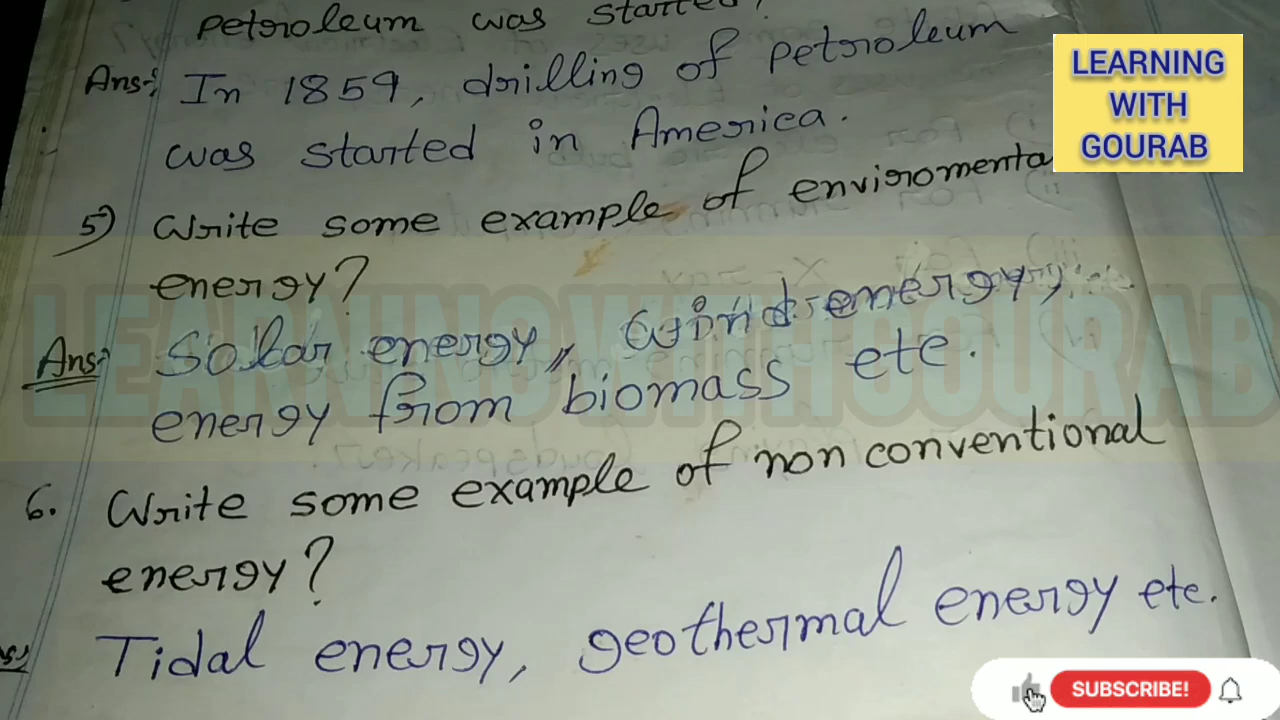 petroleum was started?
Ans:- In 1859, drilling of petroleum
was started in America.
5) Write some example of enviromenta
energy?
Ans:- Solar energy, wind energy,
energy from biomass etc.
6. Write some example of non conventional
energy?
Tidal energy, geothermal energy etc.
LEARNING
WITH
GOURAB
LEARNINGWITHGOURAB
SUBSCRIBE!